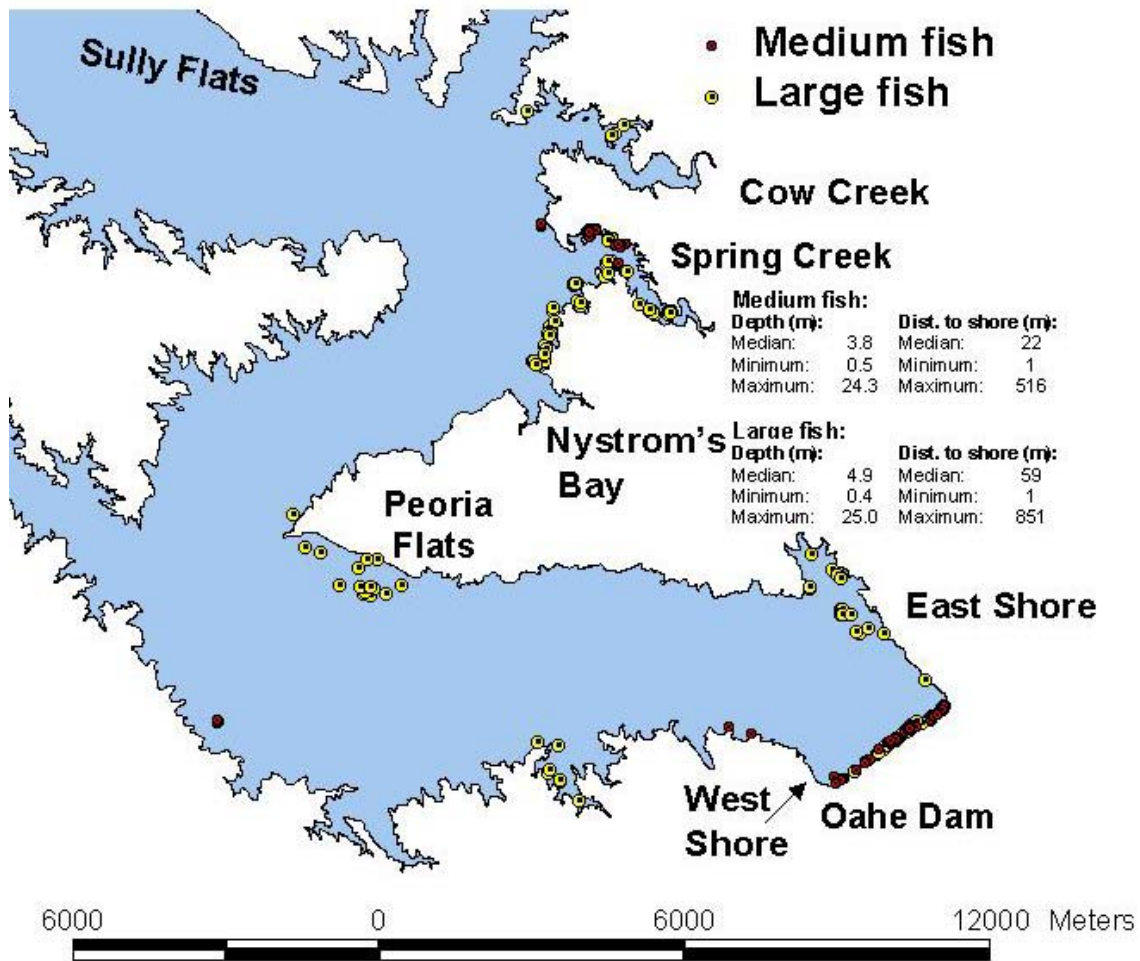 Sully Flats
Medium fish
Large fish
Cow Creek
Spring Creek
Medium fish:
Depth (m): Dist. to shore (m):
Median: 3.8 Median: 22
Minimum: 0.5 Minimum: 1
Maximum: 24.3 Maximum: 516
Large fish:
Depth (m): Dist. to shore (m):
Median: 4.9 Median: 59
Minimum: 0.4 Minimum: 1
Maximum: 25.0 Maximum: 851
Nystrom's
Bay
Peoria
Flats
East Shore
West
Shore
Oahe Dam
6000 0 6000 12000 Meters